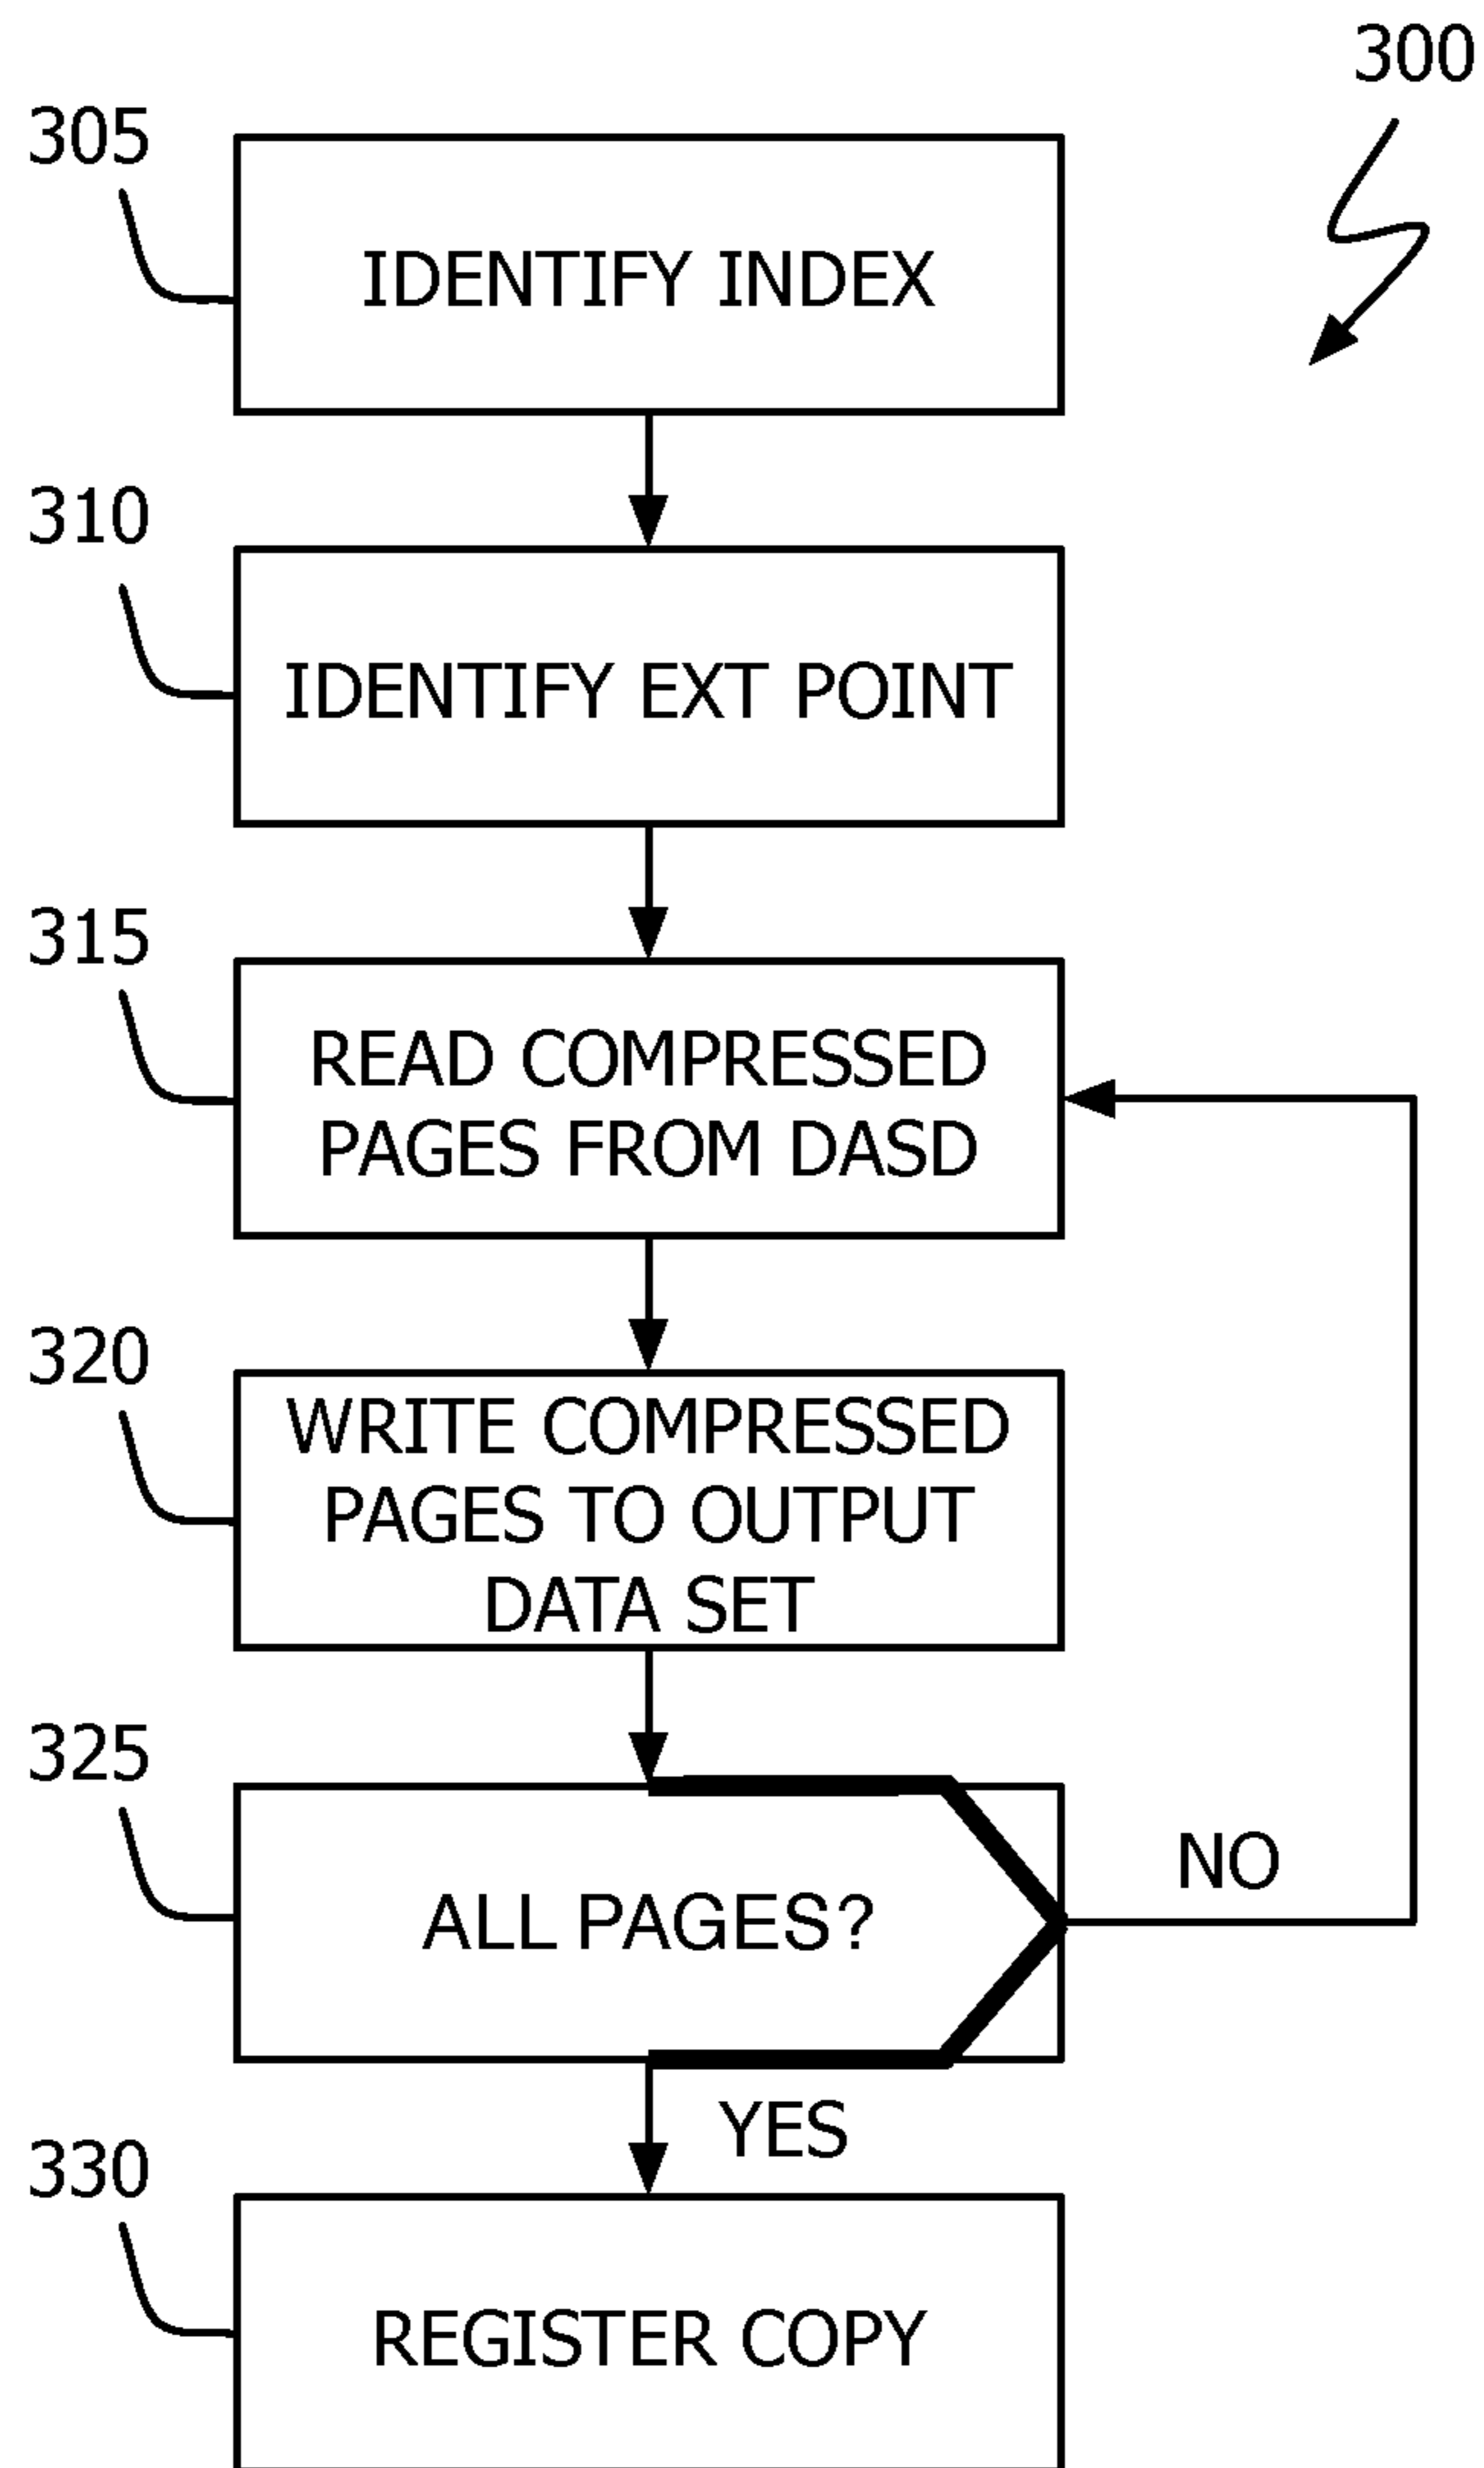 300
305
IDENTIFY INDEX
310
IDENTIFY EXT POINT
315
READ COMPRESSED
PAGES FROM DASD
320
WRITE COMPRESSED
PAGES TO OUTPUT
DATA SET
325
ALL PAGES?
NO
YES
330
REGISTER COPY